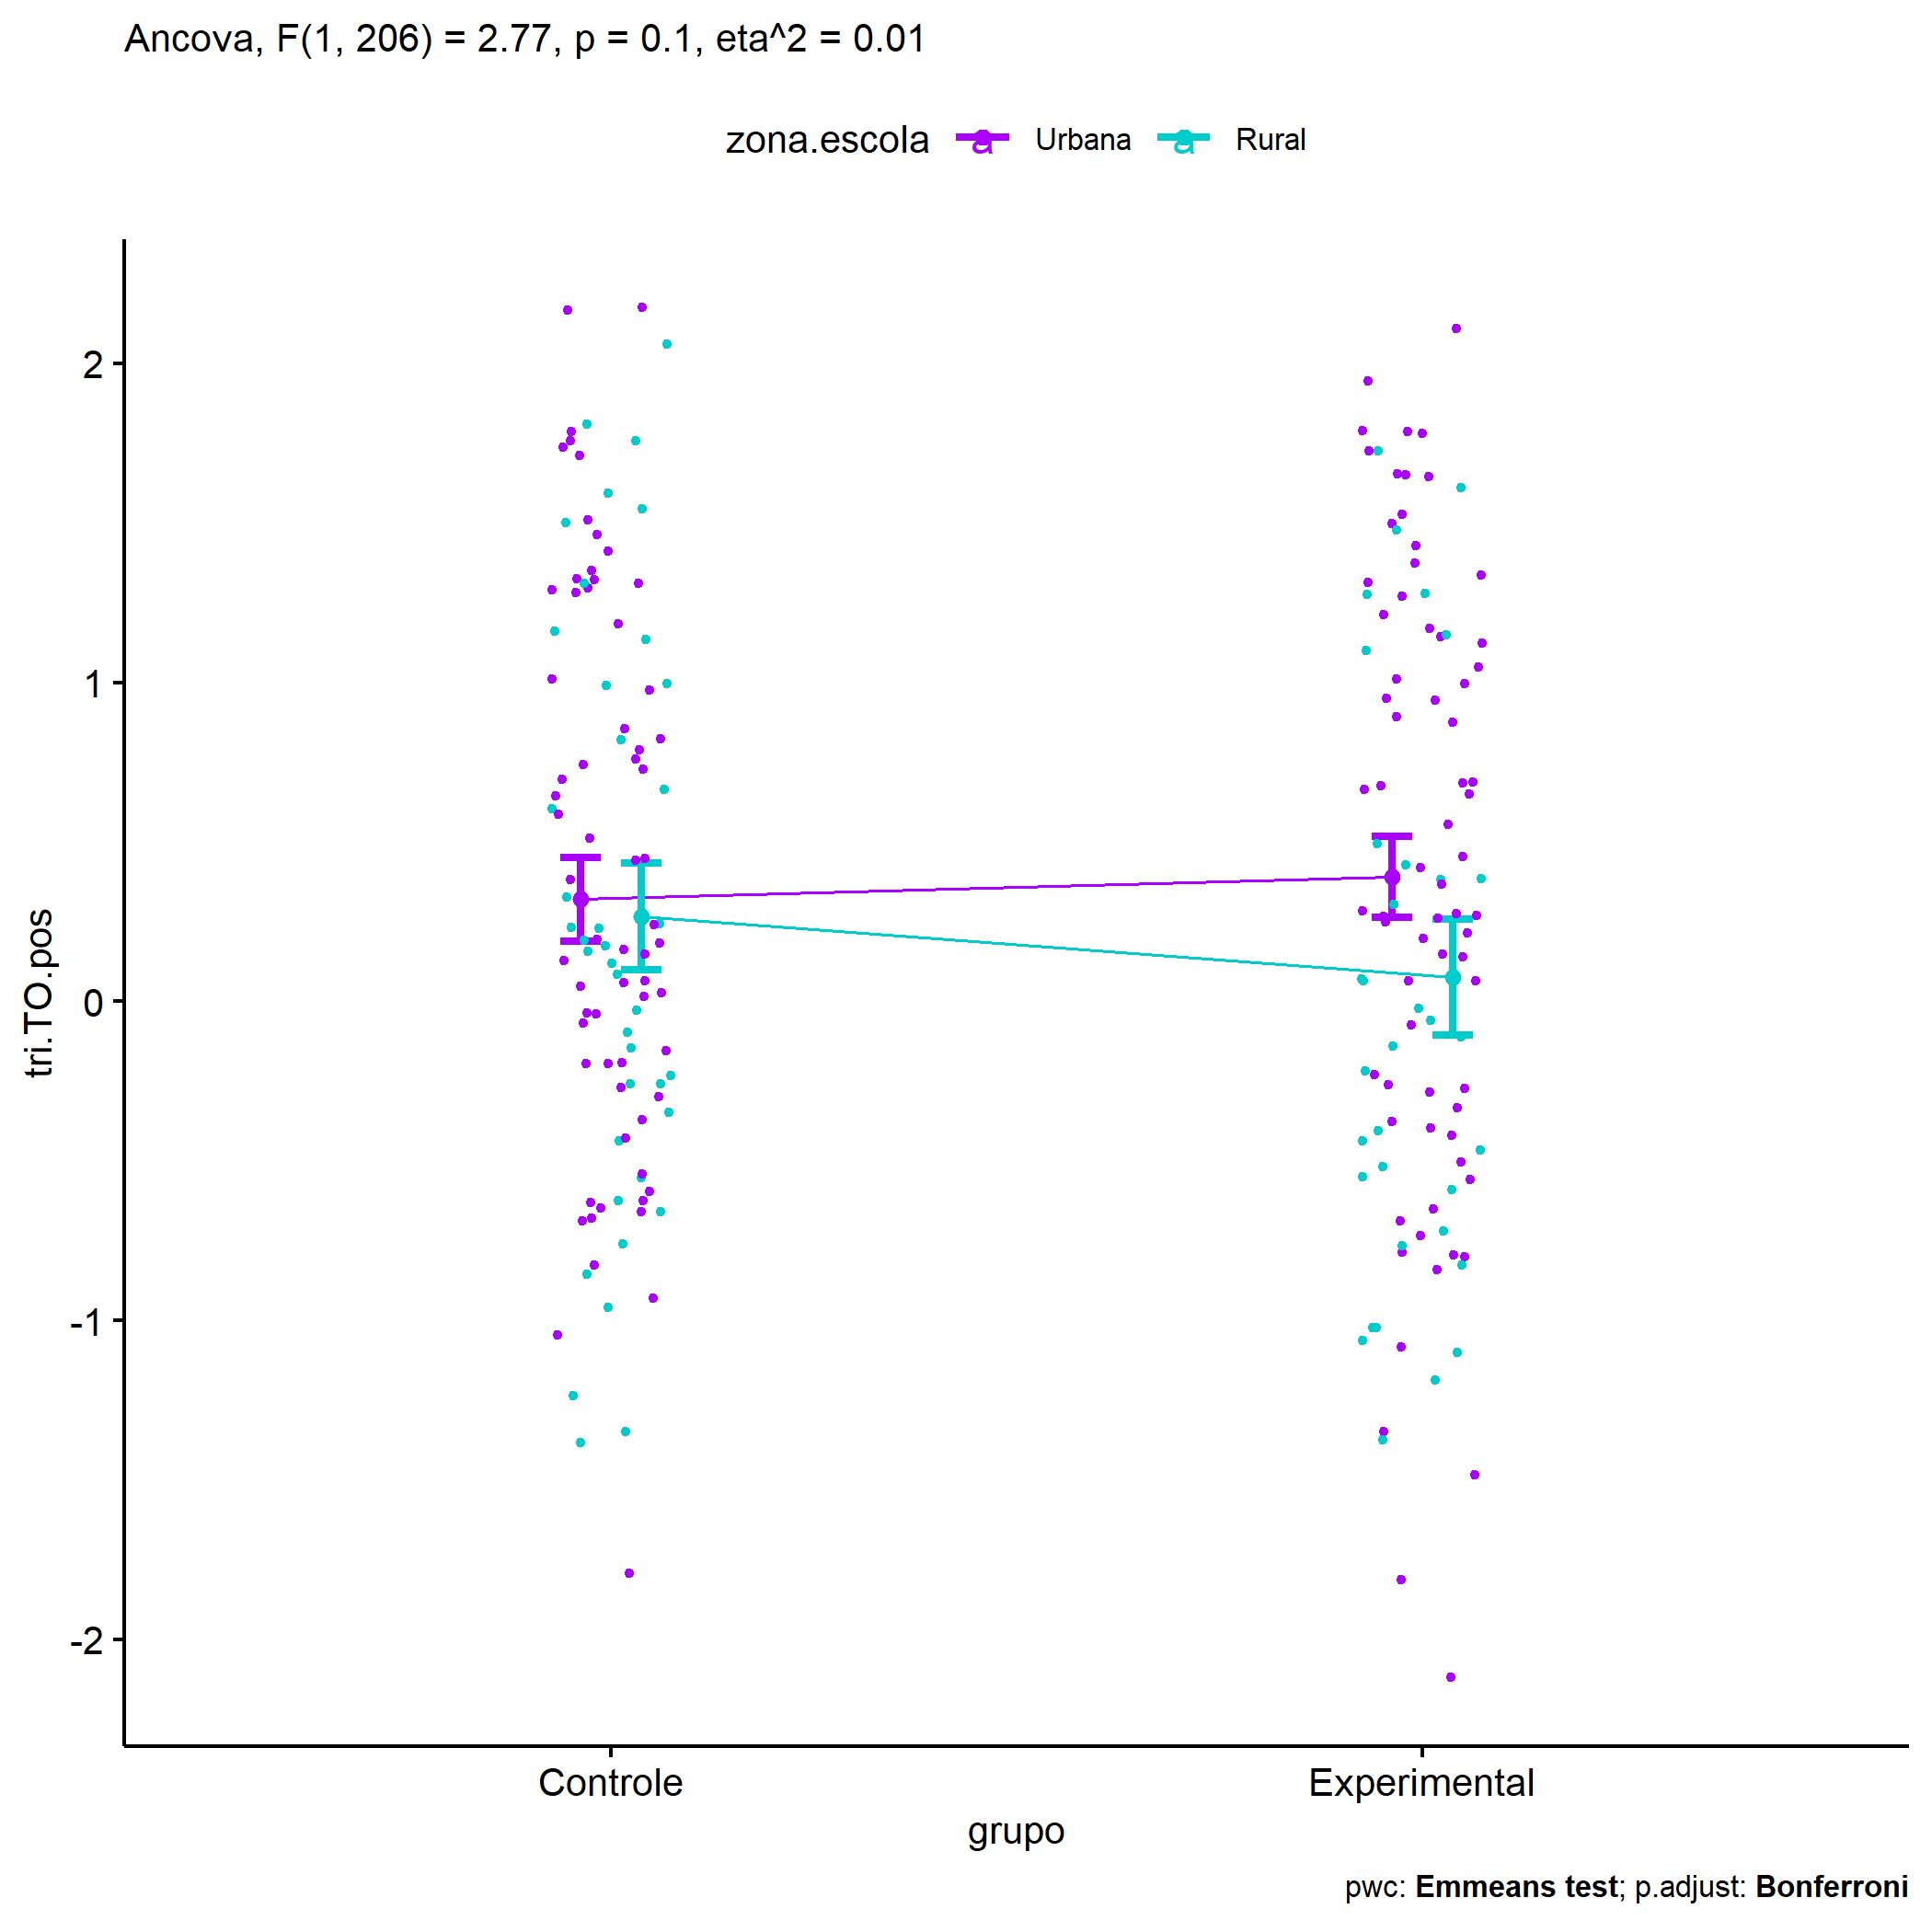 Ancova, F(1, 206) = 2.77, p = 0.1, eta^2 = 0.01
zona.escola a Urbana a Rural
tri.TO.pos
2
1
0
-1
-2
Controle Experimental
grupo
pwc: Emmeans test; p.adjust: Bonferroni